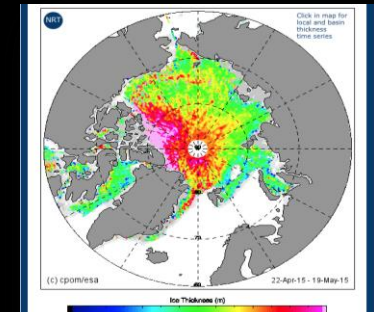 NRT
Click in map for
local and basin
thickness
time series
(c) cpom/esa
22-Apr-15 - 19-May-15
Ice Thickness (m)